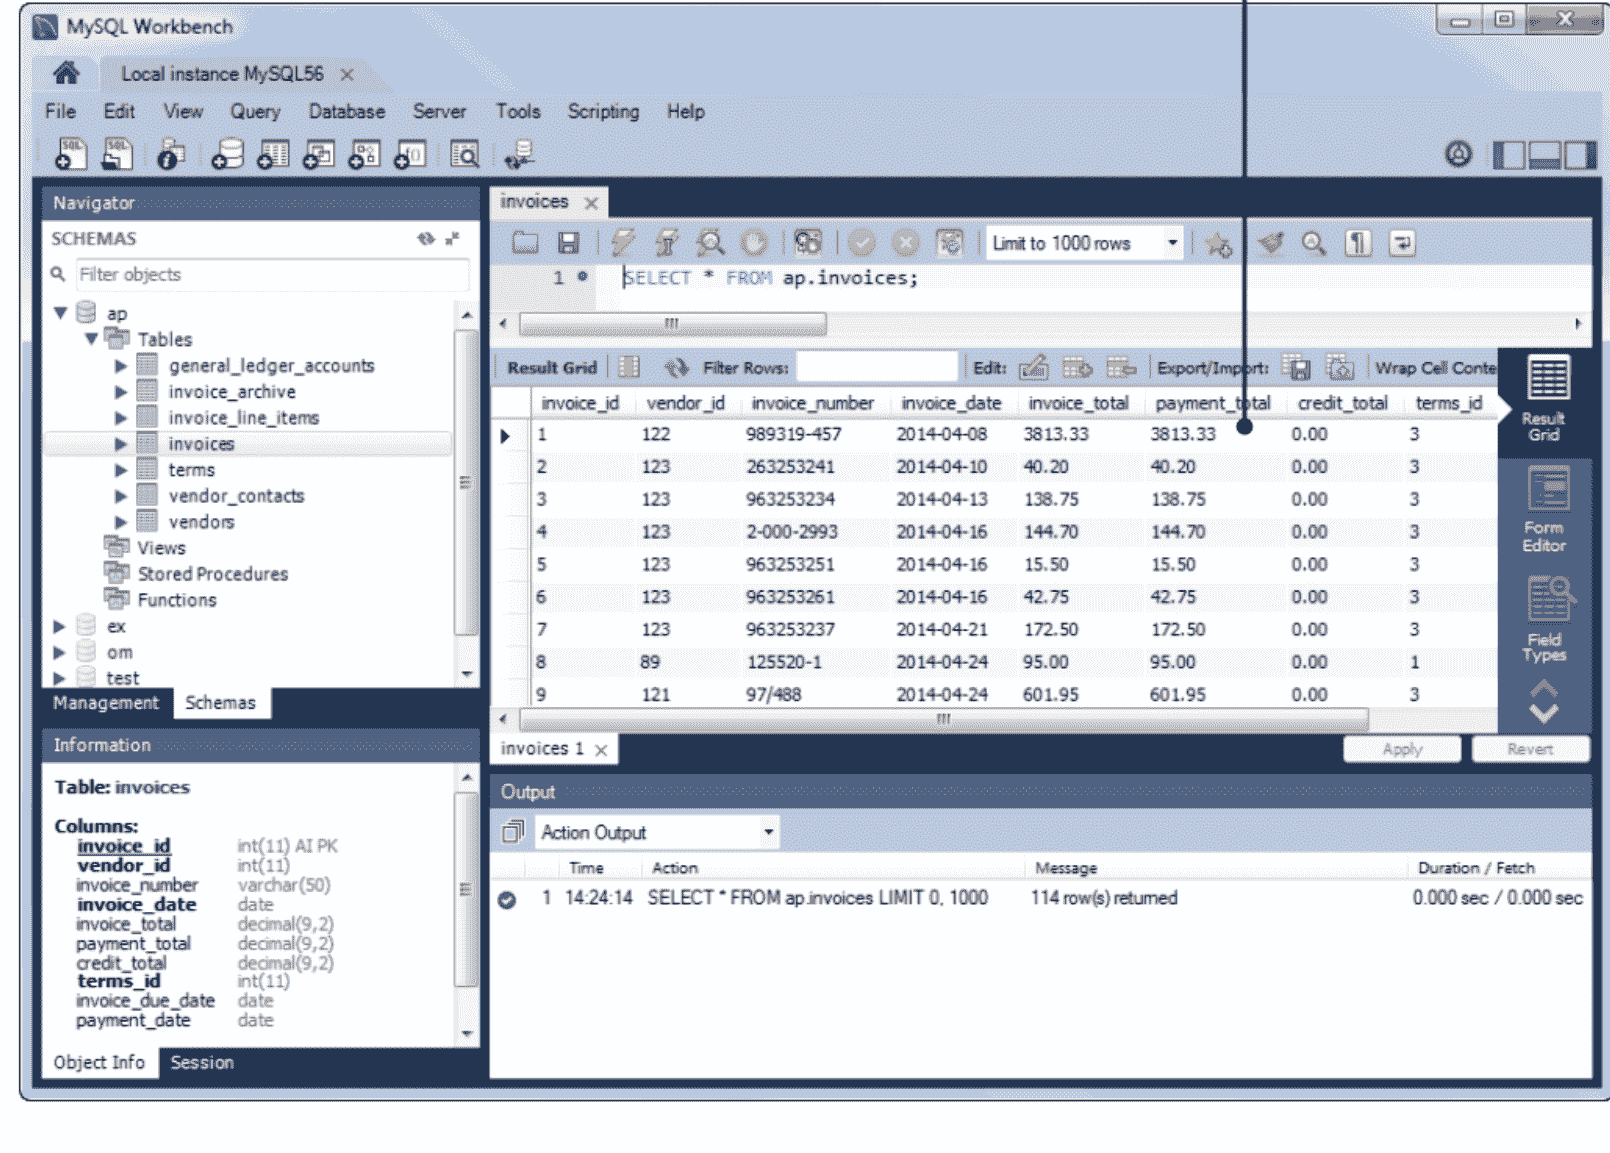 MySQL Workbench
Local instance MySQL56
File Edit View Query Database Server Tools Scripting Help
Navigator
SCHEMAS
Filter objects
ap
Tables
general_ledger_accounts
invoice_archive
invoice_line_items
invoices
terms
vendor_contacts
vendors
Views
Stored Procedures
Functions
ex
om
test
Management Schemas
Information
Table: invoices
Columns:
invoice_id int(11) AI PK
vendor_id int(11)
invoice_number varchar(50)
invoice_date date
invoice_total decimal(9,2)
payment_total decimal(9,2)
credit_total decimal(9,2)
terms_id int(11)
invoice_due_date date
payment_date date
Object Info Session
invoices
Limit to 1000 rows
1 SELECT * FROM ap.invoices;
Result Grid Filter Rows: Edit: Export/Import: Wrap Cell Conte
invoice_id vendor_id invoice_number invoice_date invoice_total payment_total credit_total terms_id
1 122 989319-457 2014-04-08 3813.33 3813.33 0.00 3
2 123 263253241 2014-04-10 40.20 40.20 0.00 3
3 123 963253234 2014-04-13 138.75 138.75 0.00 3
4 123 2-000-2993 2014-04-16 144.70 144.70 0.00 3
5 123 963253251 2014-04-16 15.50 15.50 0.00 3
6 123 963253261 2014-04-16 42.75 42.75 0.00 3
7 123 963253237 2014-04-21 172.50 172.50 0.00 3
8 89 125520-1 2014-04-24 95.00 95.00 0.00 1
9 121 97/488 2014-04-24 601.95 601.95 0.00 3
Result
Grid
Form
Editor
Field
Types
invoices 1
Apply Revert
Output
Action Output
Time Action Message Duration / Fetch
1 14:24:14 SELECT * FROM ap.invoices LIMIT 0, 1000 114 row(s) returned 0.000 sec / 0.000 sec